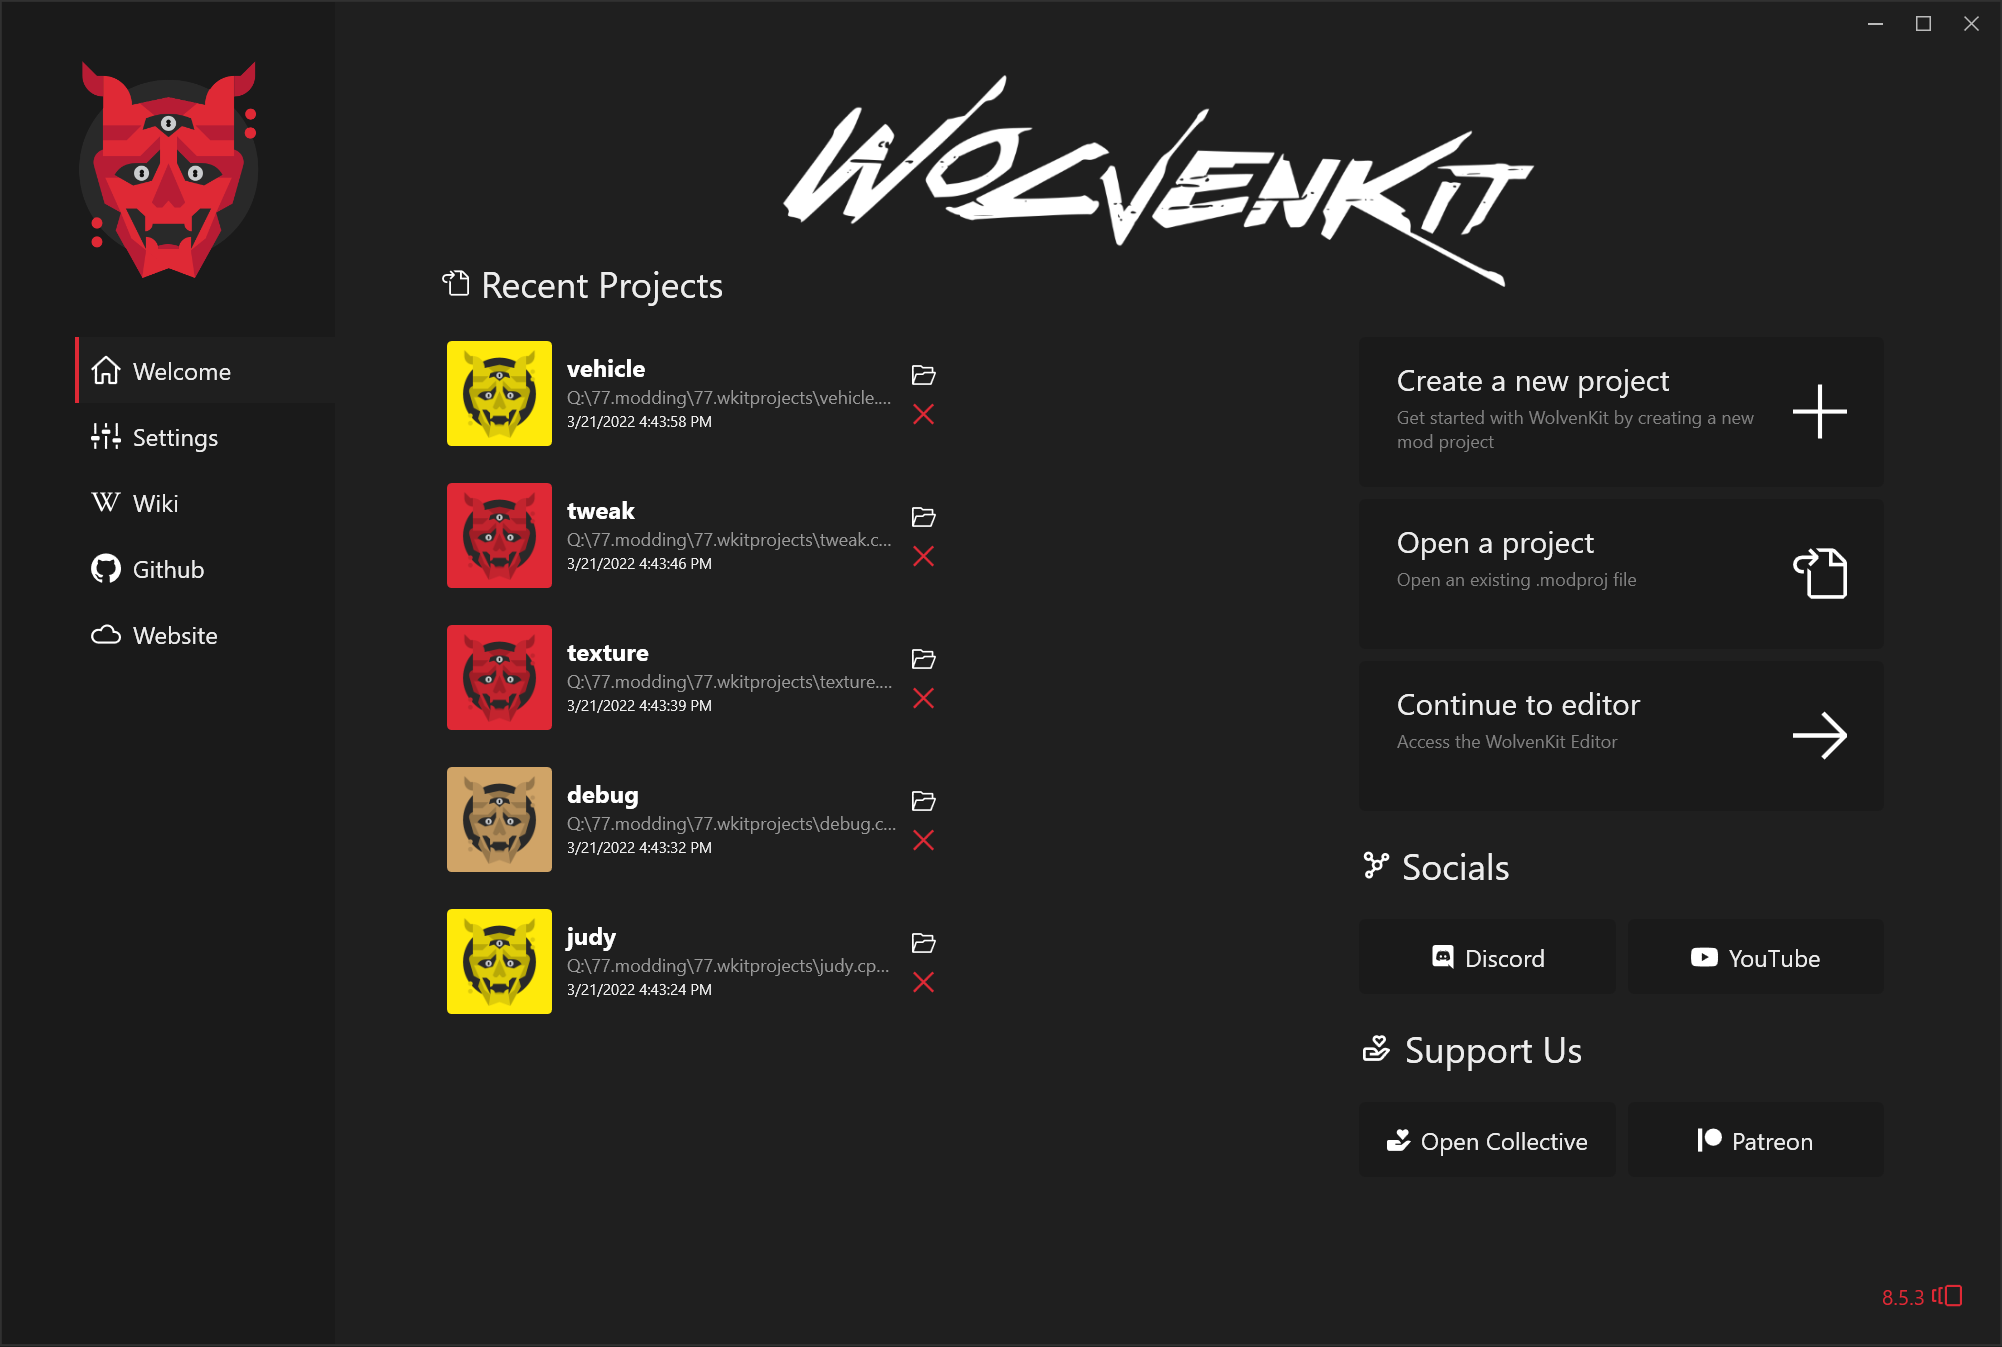 WOLVENKIT
Welcome
Settings
Wiki
Github
Website
Recent Projects
vehicle
Q:\77.modding\77.wkitprojects\vehicle....
3/21/2022 4:43:58 PM
tweak
Q:\77.modding\77.wkitprojects\tweak.c...
3/21/2022 4:43:46 PM
texture
Q:\77.modding\77.wkitprojects\texture....
3/21/2022 4:43:39 PM
debug
Q:\77.modding\77.wkitprojects\debug.c...
3/21/2022 4:43:32 PM
judy
Q:\77.modding\77.wkitprojects\judy.cp...
3/21/2022 4:43:24 PM
Create a new project
Get started with WolvenKit by creating a new
mod project
Open a project
Open an existing .modproj file
Continue to editor
Access the WolvenKit Editor
Socials
Discord
YouTube
Support Us
Open Collective
Patreon
8.5.3